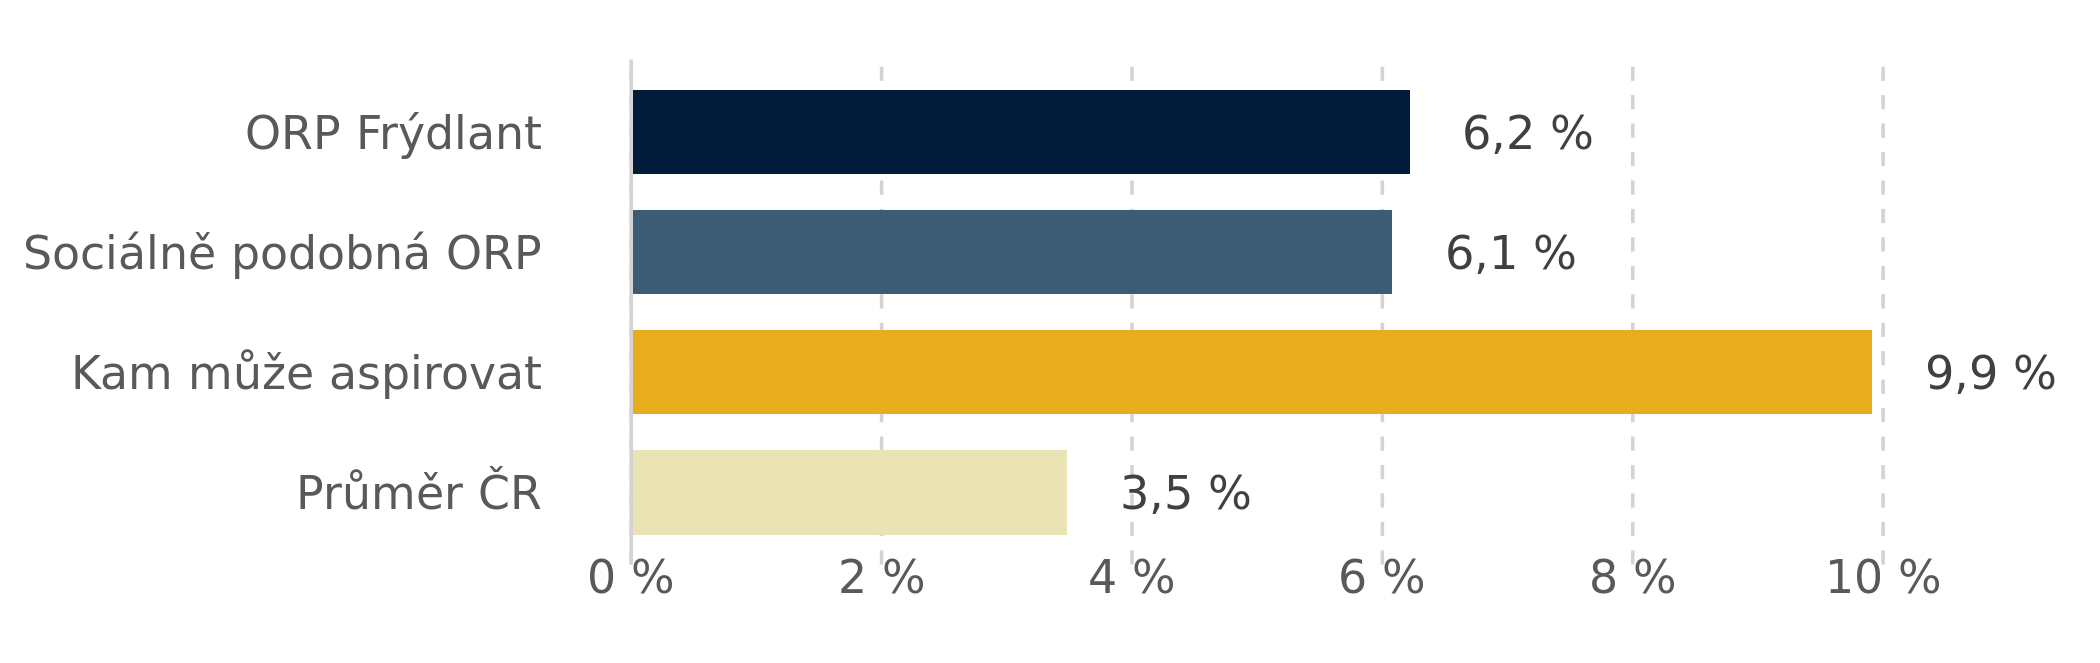 ORP Frýdlant 6,2 %
Sociálně podobná ORP 6,1 %
Kam může aspirovat 9,9 %
Průměr ČR 3,5 %
0 % 2 % 4 % 6 % 8 % 10 %